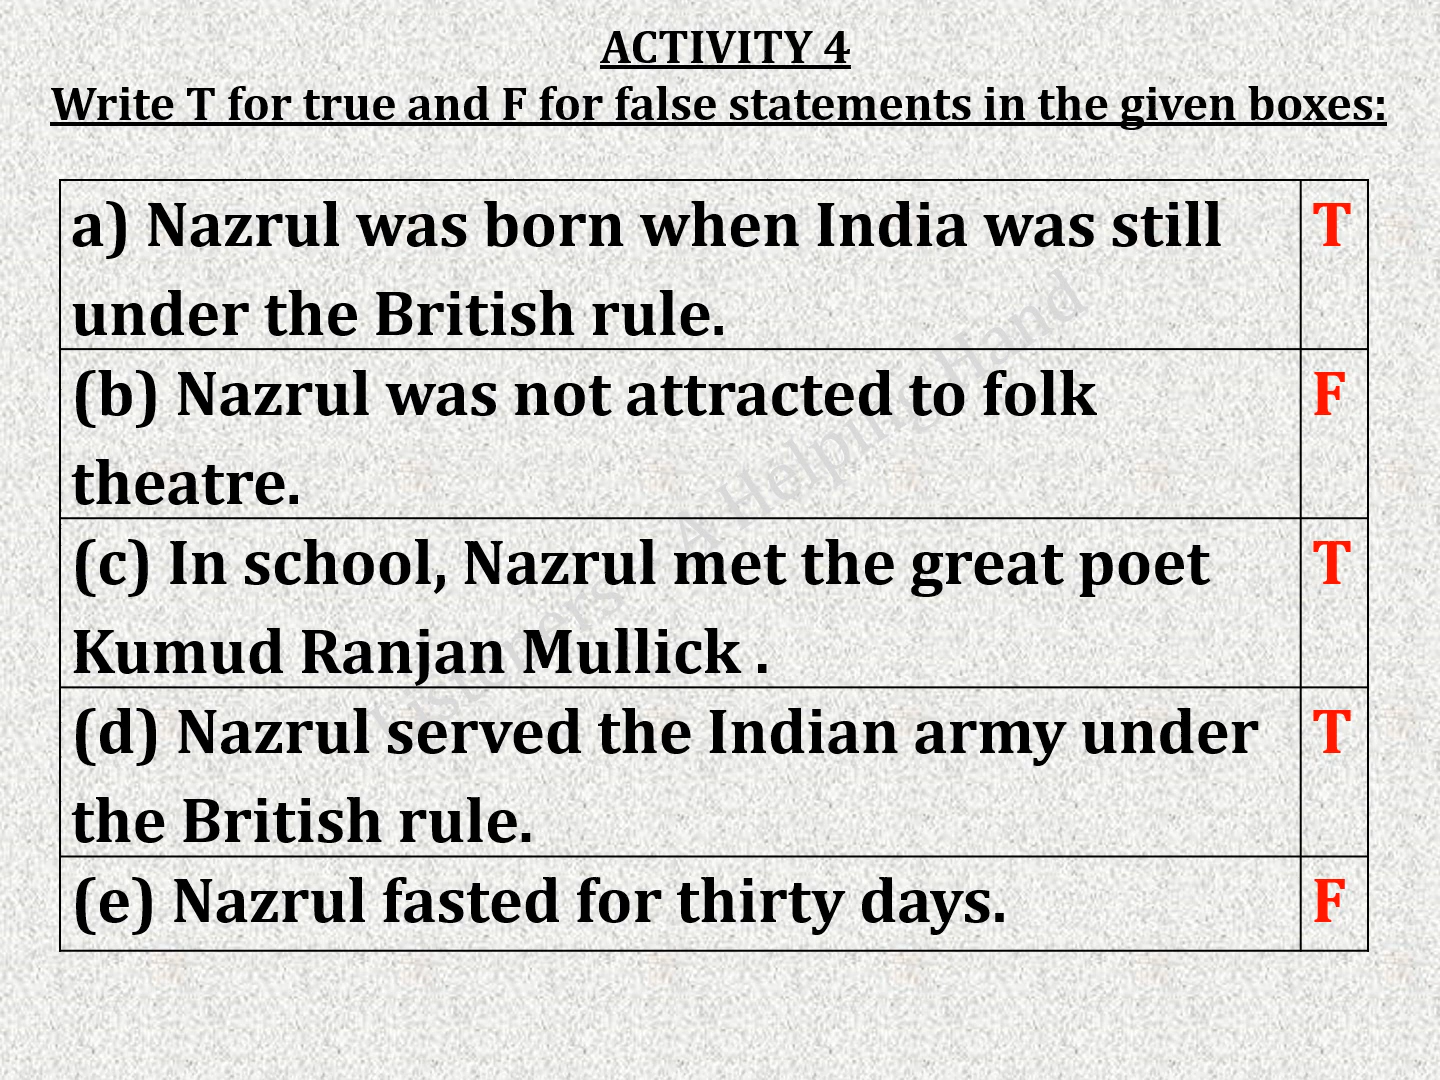 ACTIVITY 4
Write T for true and F for false statements in the given boxes:
a) Nazrul was born when India was still T
under the British rule.
(b) Nazrul was not attracted to folk F
theatre.
(c) In school, Nazrul met the great poet T
Kumud Ranjan Mullick .
(d) Nazrul served the Indian army under T
the British rule.
(e) Nazrul fasted for thirty days. F
A Helping Hand